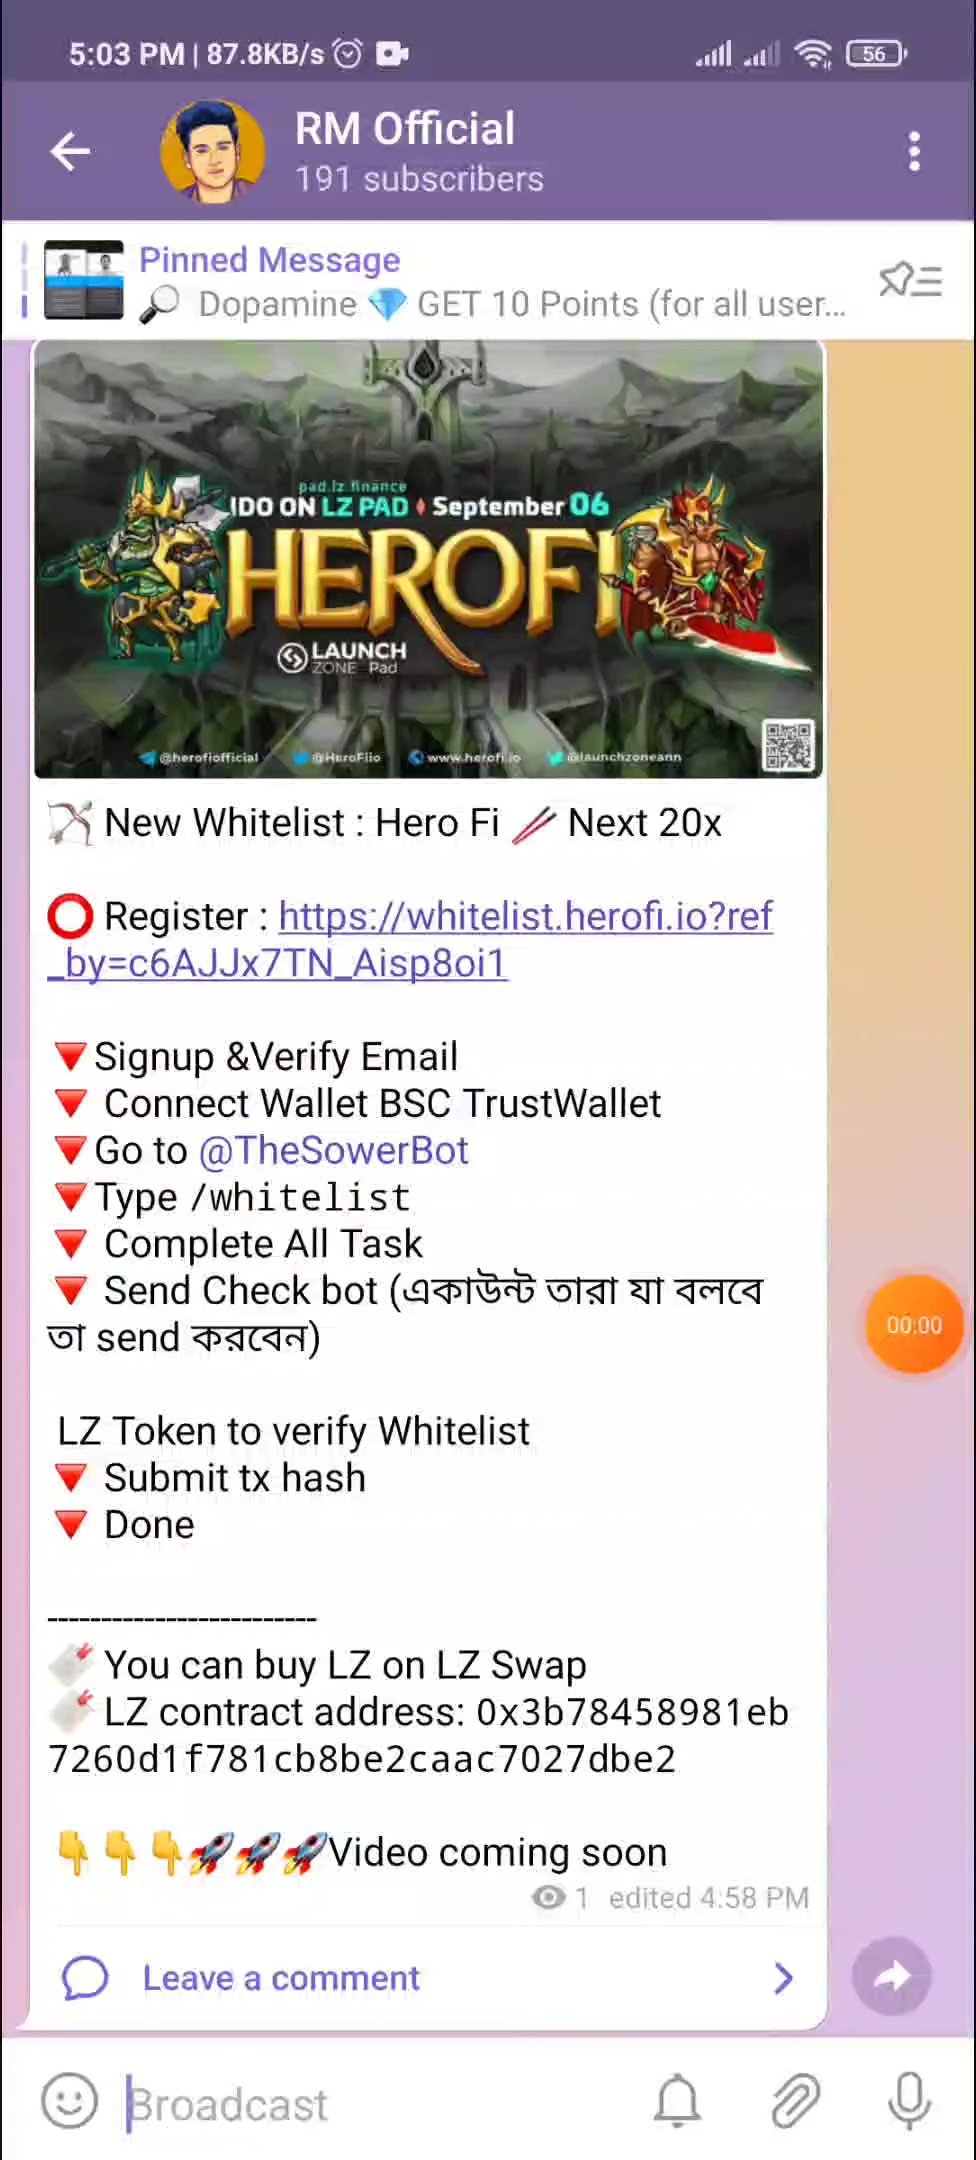 5:03 PM | 87.8KB/s
56
RM Official
191 subscribers
Pinned Message
🔎 Dopamine 💎 GET 10 Points (for all user...
pad.lz.finance
IDO ON LZ PAD ♦ September 06
HEROFI
LAUNCH
ZONE Pad
@herofiofficial @HeroFiio www.herofi.io @launchzoneann
🏹 New Whitelist : Hero Fi 🥢 Next 20x
⭕ Register : https://whitelist.herofi.io?ref
_by=c6AJJx7TN_Aisp8oi1
🔻Signup &Verify Email
🔻 Connect Wallet BSC TrustWallet
🔻Go to @TheSowerBot
🔻Type /whitelist
🔻 Complete All Task
🔻 Send Check bot (একাউন্ট তারা যা বলবে
তা send করবেন)
00:00
LZ Token to verify Whitelist
🔻 Submit tx hash
🔻 Done
-------------------------
🧨 You can buy LZ on LZ Swap
🧨 LZ contract address: 0x3b78458981eb
7260d1f781cb8be2caac7027dbe2
👇👇👇🚀🚀🚀Video coming soon
1 edited 4:58 PM
Leave a comment
Broadcast